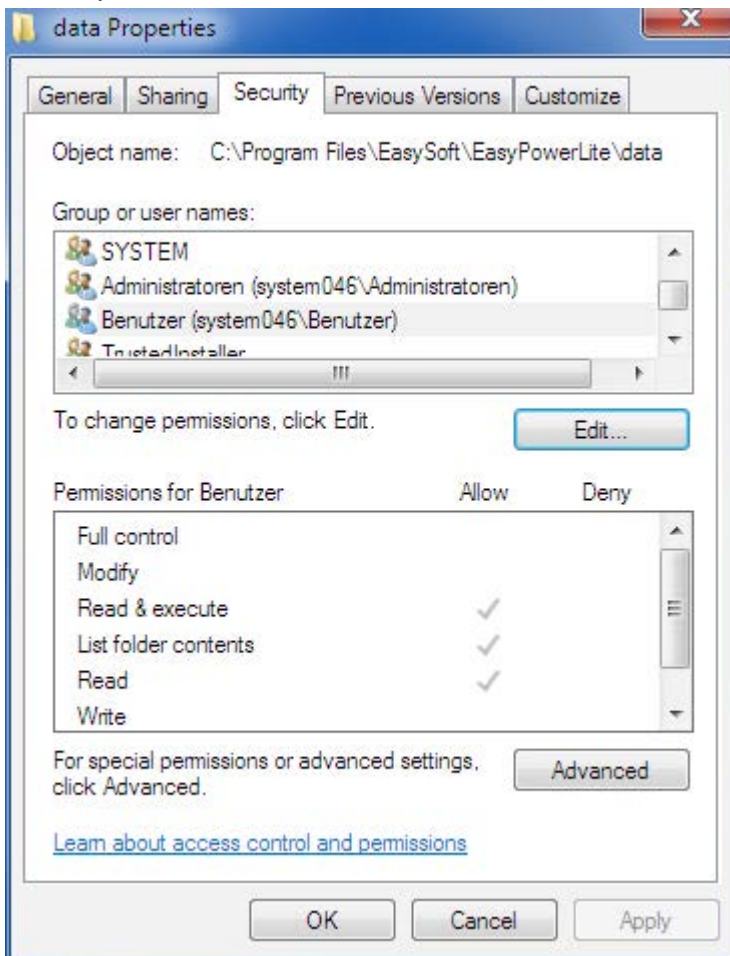 data Properties
General Sharing Security Previous Versions Customize
Object name: C:\Program Files\EasySoft\EasyPowerLite\data
Group or user names:
SYSTEM
Administratoren (system046\Administratoren)
Benutzer (system046\Benutzer)
TrustedInstaller
To change permissions, click Edit.
Edit...
Permissions for Benutzer Allow Deny
Full control
Modify
Read & execute
List folder contents
Read
Write
For special permissions or advanced settings,
click Advanced.
Advanced
Learn about access control and permissions
OK Cancel Apply